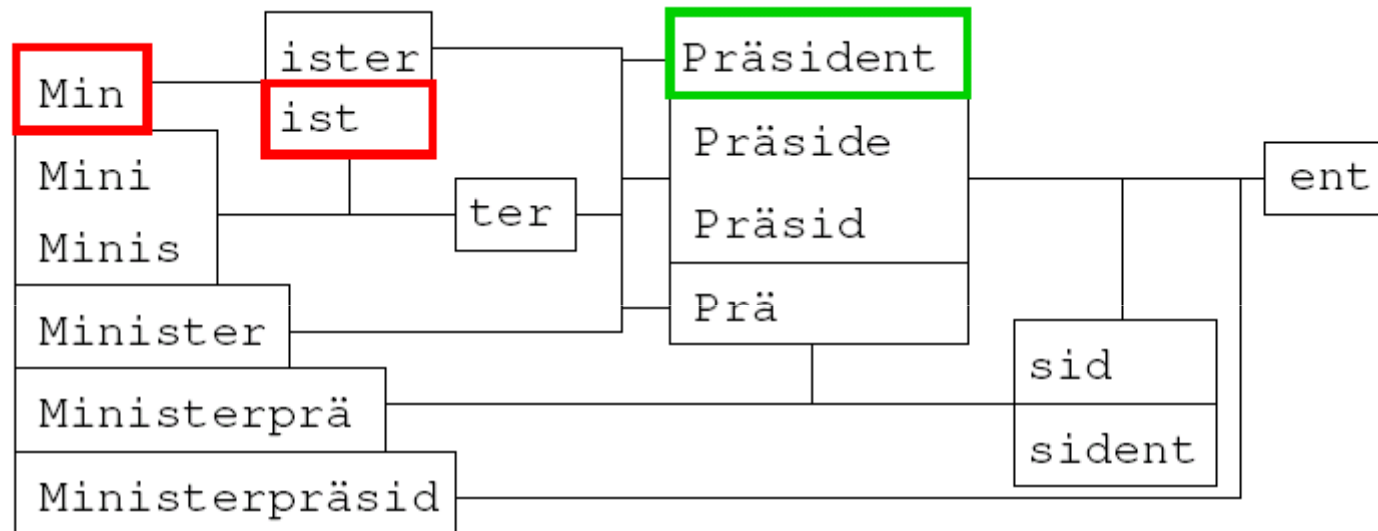 Min
Mini
Minis
Minister
Ministerprä
Ministerpräsid
ister
ist
ter
Präsident
Präside
Präsid
Prä
sid
sident
ent